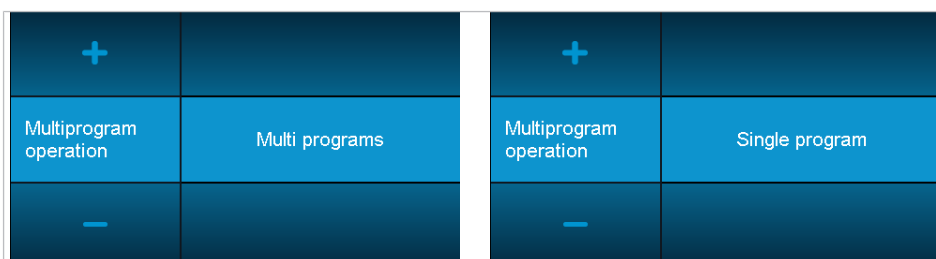 +
+
Multiprogram
operation
Multi programs
Multiprogram
operation
Single program
−
−